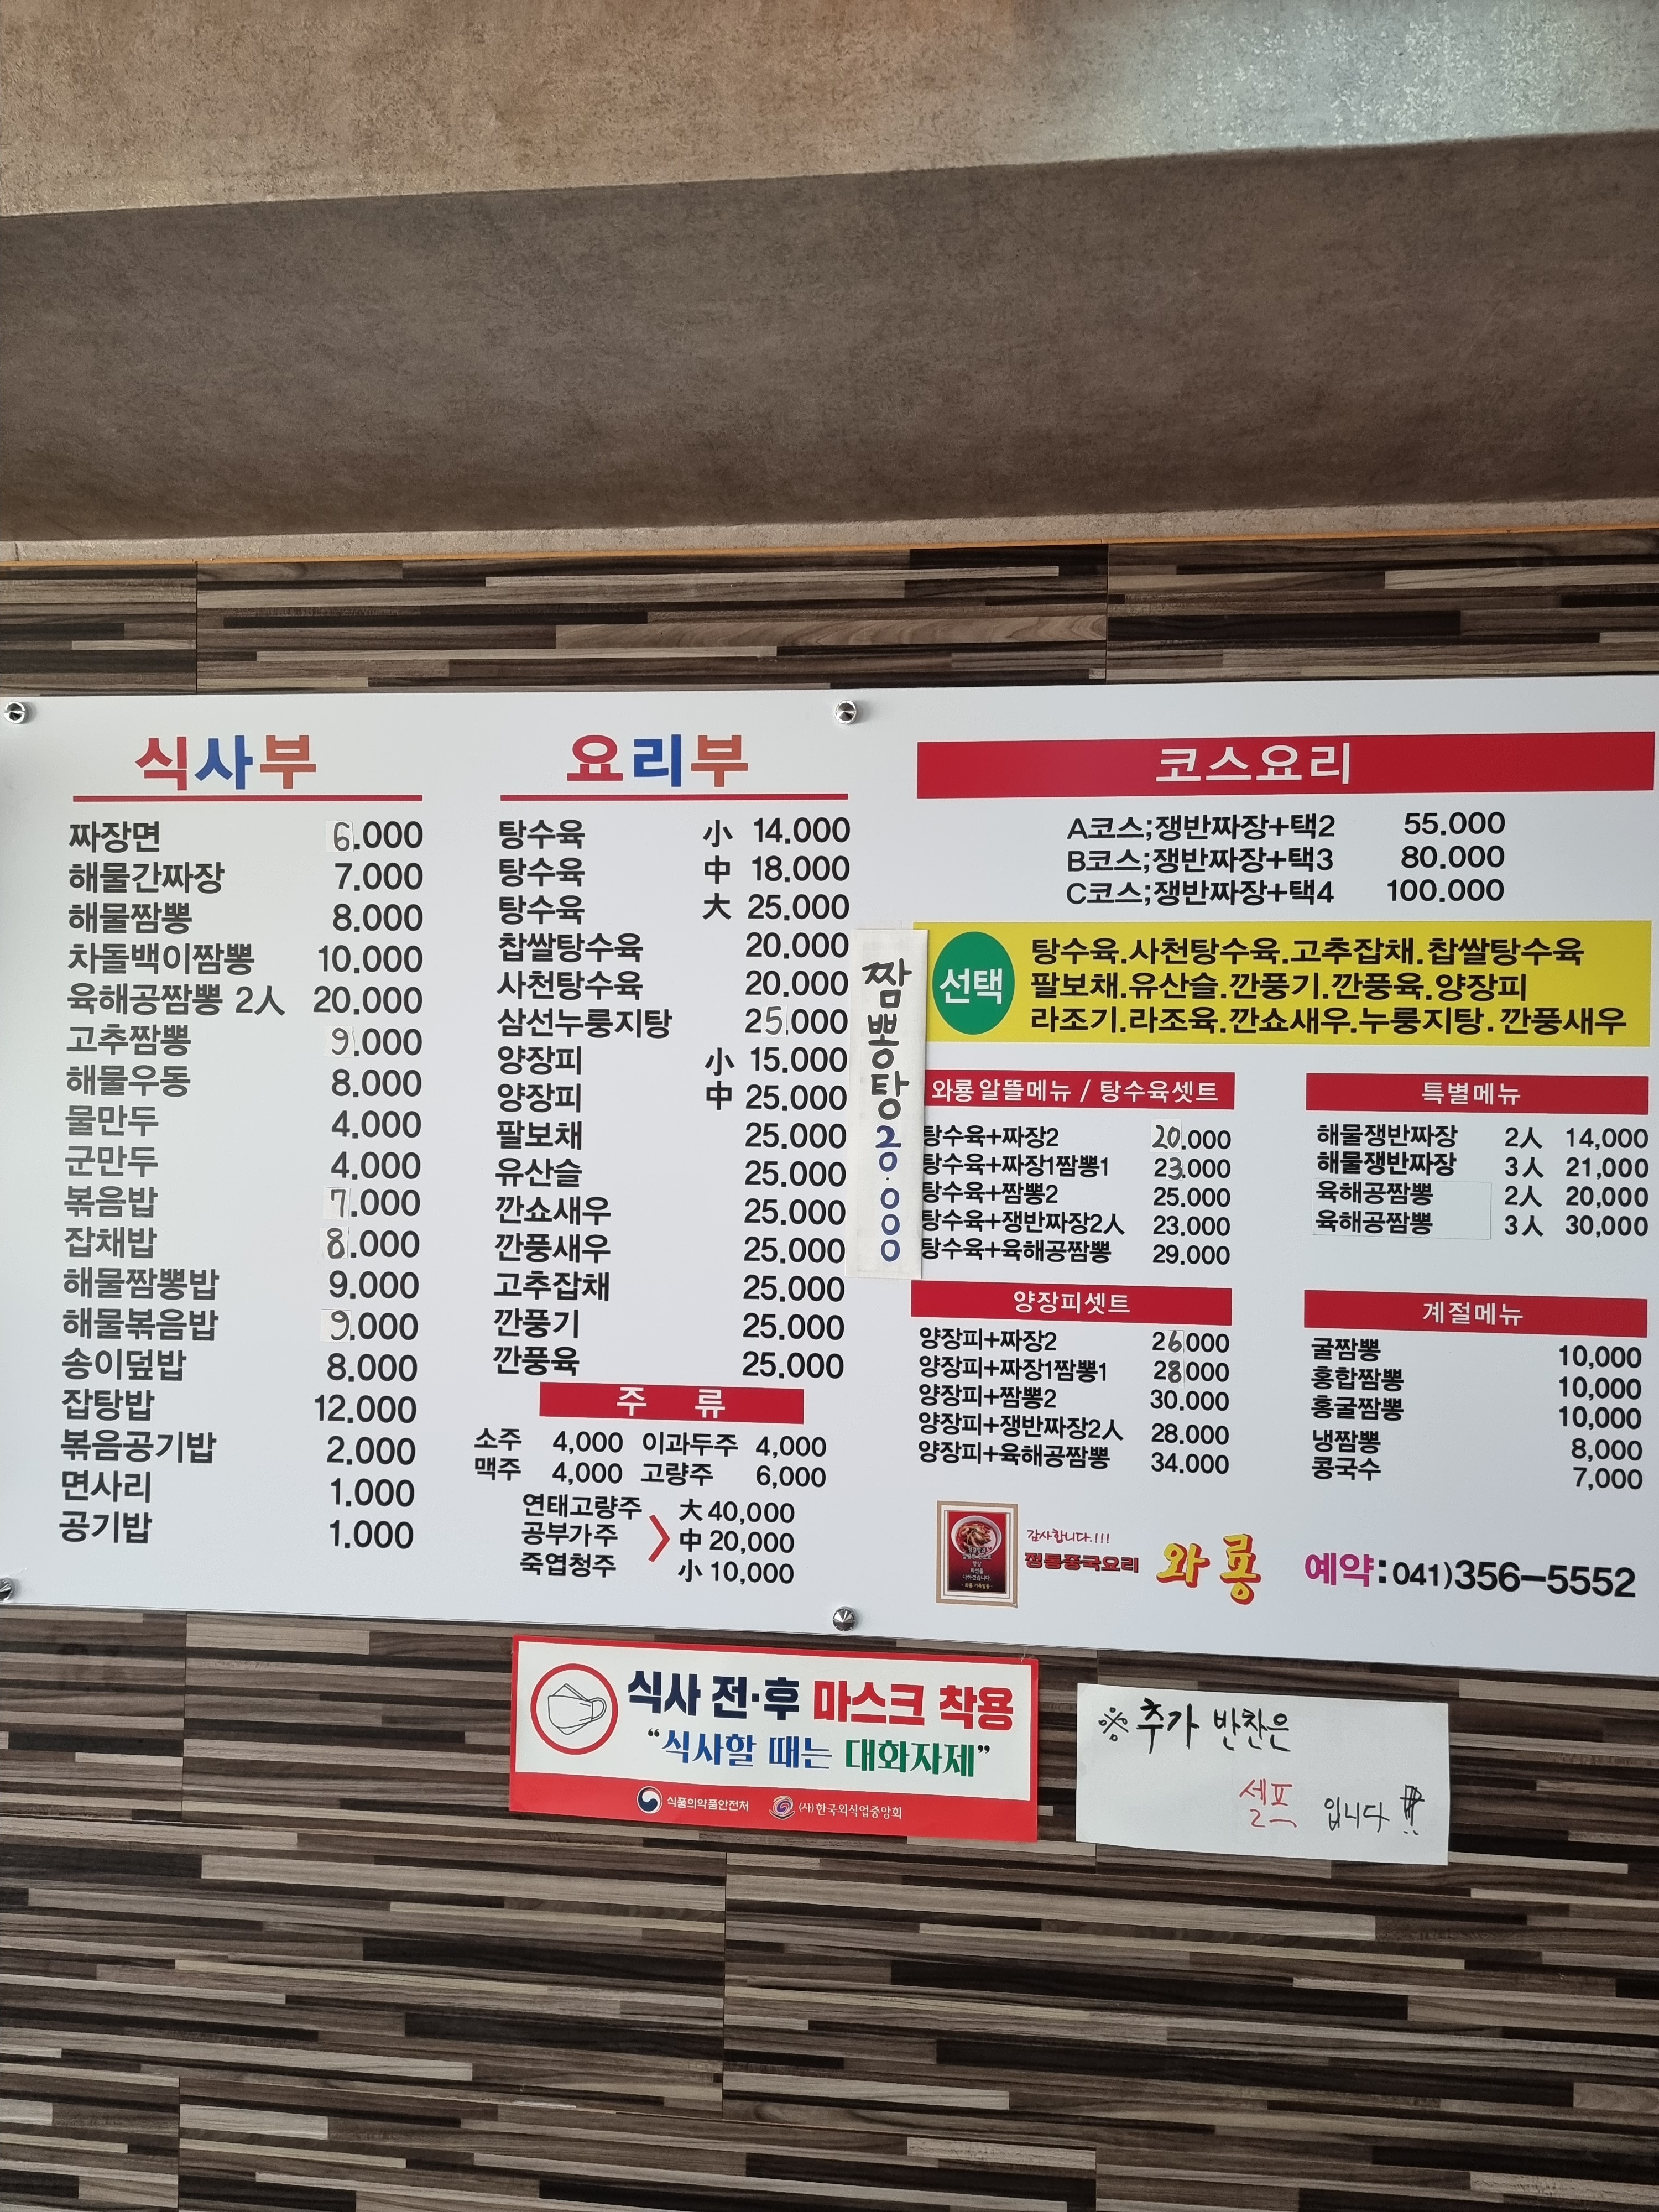 식사부
짜장면 6.000
해물간짜장 7.000
해물짬뽕 8.000
차돌백이짬뽕 10.000
육해공짬뽕 2人 20.000
고추짬뽕 9.000
해물우동 8.000
물만두 4.000
군만두 4.000
볶음밥 7.000
잡채밥 8.000
해물짬뽕밥 9.000
해물볶음밥 9.000
송이덮밥 8.000
잡탕밥 12.000
볶음공기밥 2.000
면사리 1.000
공기밥 1.000
요리부
탕수육 小 14.000
탕수육 中 18.000
탕수육 大 25.000
찹쌀탕수육 20.000
사천탕수육 20.000
삼선누룽지탕 25.000
양장피 小 15.000
양장피 中 25.000
팔보채 25.000
유산슬 25.000
깐쇼새우 25.000
깐풍새우 25.000
고추잡채 25.000
깐풍기 25.000
깐풍육 25.000
주 류
소주 4,000 이과두주 4,000
맥주 4,000 고량주 6,000
연태고량주 大 40,000
공부가주 中 20,000
죽엽청주 小 10,000
짬뽕탕 20.000
코스요리
A코스;쟁반짜장+택2 55.000
B코스;쟁반짜장+택3 80.000
C코스;쟁반짜장+택4 100.000
선택
탕수육.사천탕수육.고추잡채.찹쌀탕수육
팔보채.유산슬.깐풍기.깐풍육.양장피
라조기.라조육.깐쇼새우.누룽지탕.깐풍새우
와룡알뜰메뉴 / 탕수육셋트
탕수육+짜장2 20.000
탕수육+짜장1짬뽕1 23.000
탕수육+짬뽕2 25.000
탕수육+쟁반짜장2人 23.000
탕수육+육해공짬뽕 29.000
양장피셋트
양장피+짜장2 26.000
양장피+짜장1짬뽕1 28.000
양장피+짬뽕2 30.000
양장피+쟁반짜장2人 28.000
양장피+육해공짬뽕 34.000
특별메뉴
해물쟁반짜장 2人 14,000
해물쟁반짜장 3人 21,000
육해공짬뽕 2人 20,000
육해공짬뽕 3人 30,000
계절메뉴
굴짬뽕 10,000
홍합짬뽕 10,000
홍굴짬뽕 10,000
냉짬뽕 8,000
콩국수 7,000
감사합니다.!!!
정통중국요리 와룡
예약:041)356-5552
식사 전·후 마스크 착용
“식사할 때는 대화자제”
식품의약품안전처 (사)한국외식업중앙회
※추가 반찬은
셀프 입니다 !!